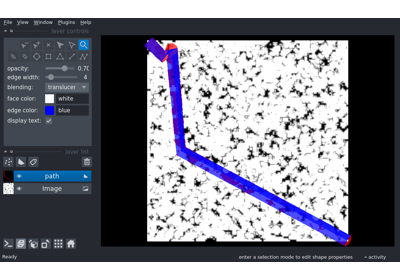 File View Window Plugins Help
layer controls
opacity: 0.70
edge width: 4
blending: translucer
face color: white
edge color: blue
display text:
layer list
path
Image
Ready
enter a selection mode to edit shape properties
activity